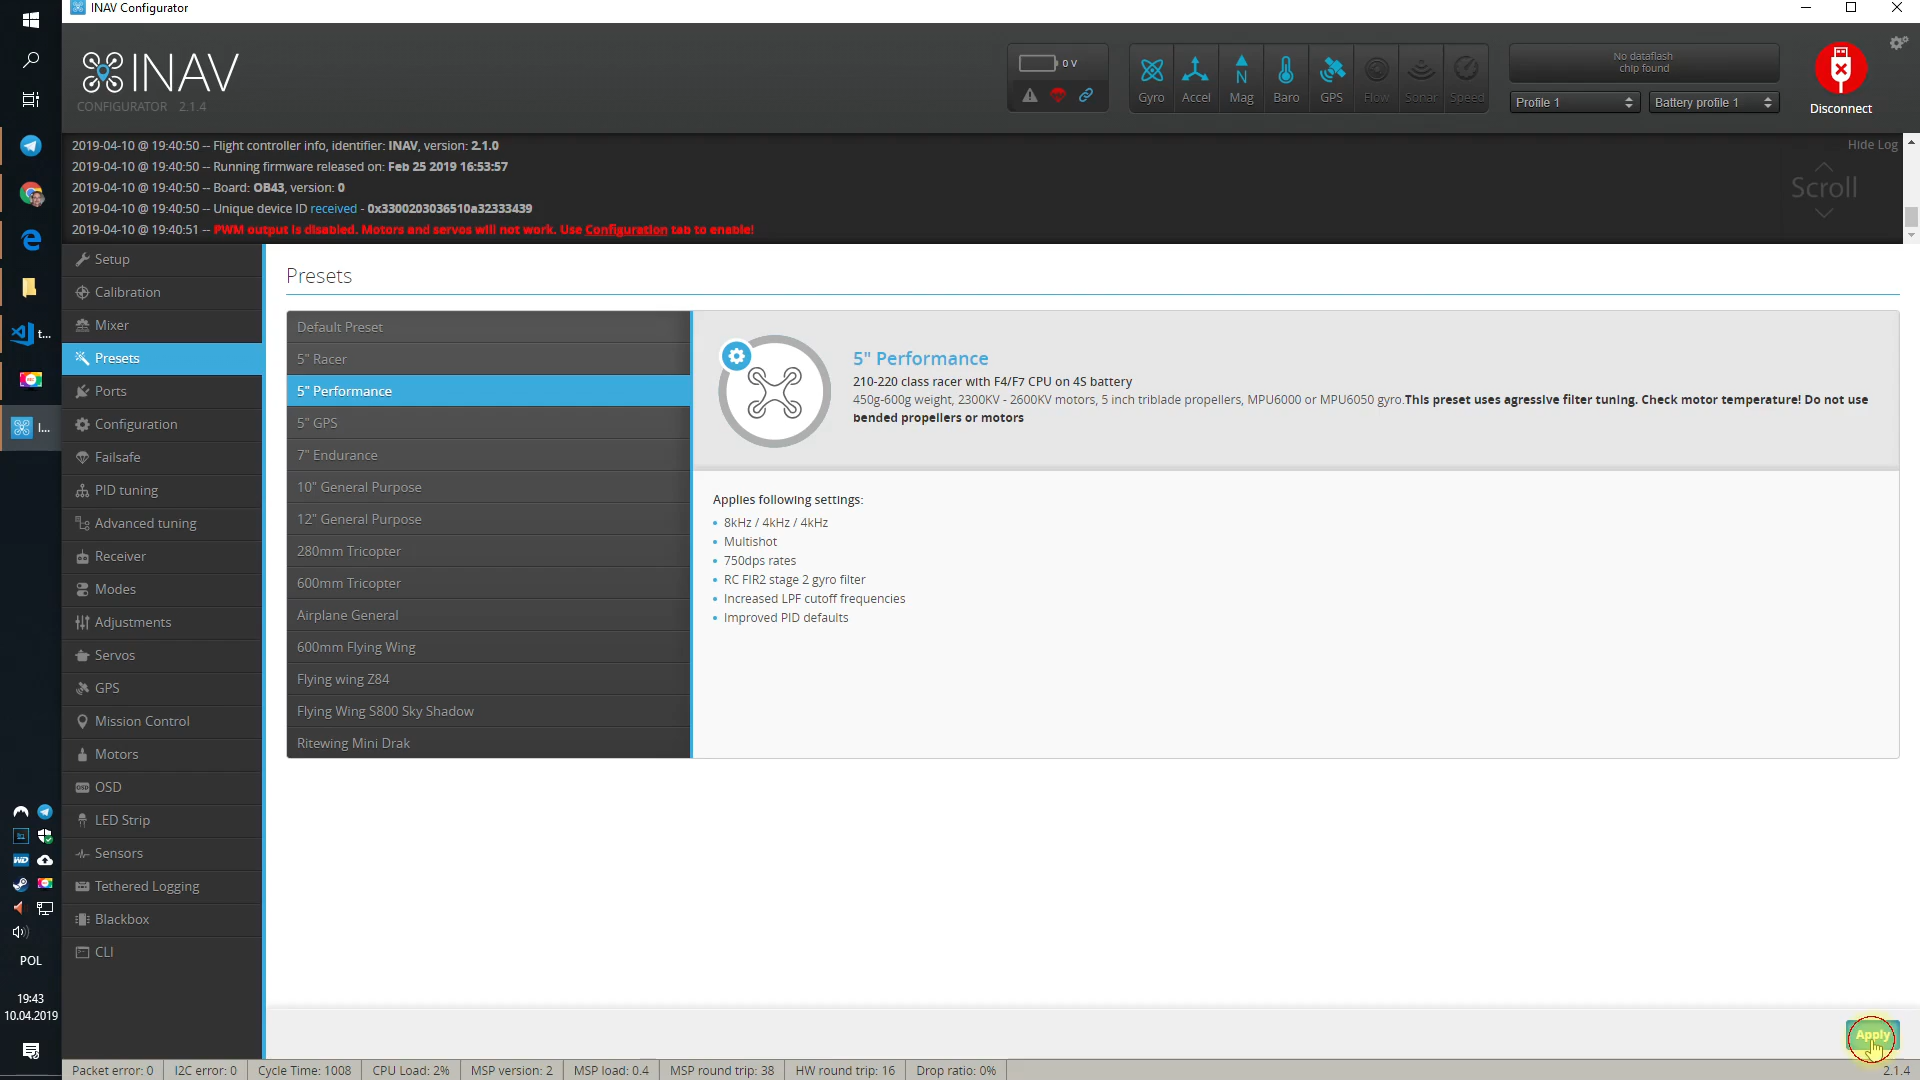 INAV Configurator
INAV
CONFIGURATOR 2.1.4
0 V
Gyro Accel Mag Baro GPS Flow Sonar Speed
No dataflash
chip found
Profile 1 Battery profile 1
Disconnect
2019-04-10 @ 19:40:50 -- Flight controller info, identifier: INAV, version: 2.1.0
2019-04-10 @ 19:40:50 -- Running firmware released on: Feb 25 2019 16:53:57
2019-04-10 @ 19:40:50 -- Board: OB43, version: 0
2019-04-10 @ 19:40:50 -- Unique device ID received - 0x3300203036510a32333439
2019-04-10 @ 19:40:51 -- PWM output is disabled. Motors and servos will not work. Use Configuration tab to enable!
Hide Log
Scroll
Setup
Calibration
Mixer
Presets
Ports
Configuration
Failsafe
PID tuning
Advanced tuning
Receiver
Modes
Adjustments
Servos
GPS
Mission Control
Motors
OSD
LED Strip
Sensors
Tethered Logging
Blackbox
CLI
Presets
Default Preset
5" Racer
5" Performance
5" GPS
7" Endurance
10" General Purpose
12" General Purpose
280mm Tricopter
600mm Tricopter
Airplane General
600mm Flying Wing
Flying wing Z84
Flying Wing S800 Sky Shadow
Ritewing Mini Drak
5" Performance
210-220 class racer with F4/F7 CPU on 4S battery
450g-600g weight, 2300KV - 2600KV motors, 5 inch triblade propellers, MPU6000 or MPU6050 gyro.This preset uses agressive filter tuning. Check motor temperature! Do not use
bended propellers or motors
Applies following settings:
8kHz / 4kHz / 4kHz
Multishot
750dps rates
RC FIR2 stage 2 gyro filter
Increased LPF cutoff frequencies
Improved PID defaults
Apply
t...
I...
WD
POL
19:43
10.04.2019
Packet error: 0 I2C error: 0 Cycle Time: 1008 CPU Load: 2% MSP version: 2 MSP load: 0.4 MSP round trip: 38 HW round trip: 16 Drop ratio: 0% 2.1.4